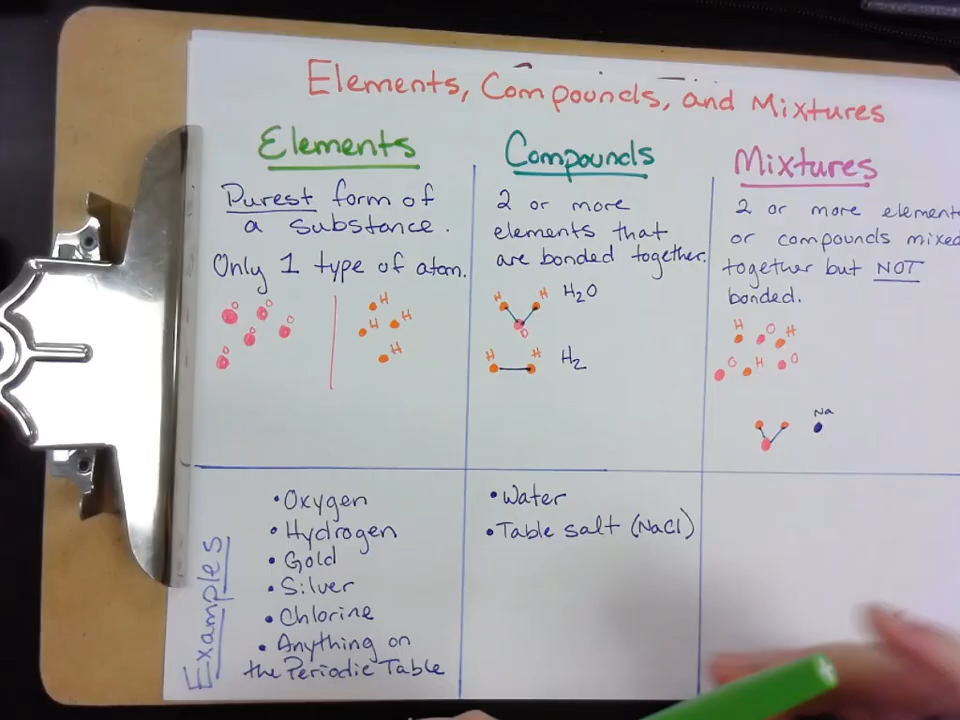 Elements, Compounds, and Mixtures
Elements
Purest form of
a substance.
Only 1 type of atom.
O
O
O
O
O
H
H
H
H
Compounds
2 or more
elements that
are bonded together.
H H
O
H2O
H H
H2
Mixtures
2 or more element
or compounds mixed
together but NOT
bonded.
H O H
O H O
Na
Examples
•Oxygen
•Hydrogen
•Gold
•Silver
•Chlorine
•Anything on
the Periodic Table
•Water
•Table salt (NaCl)